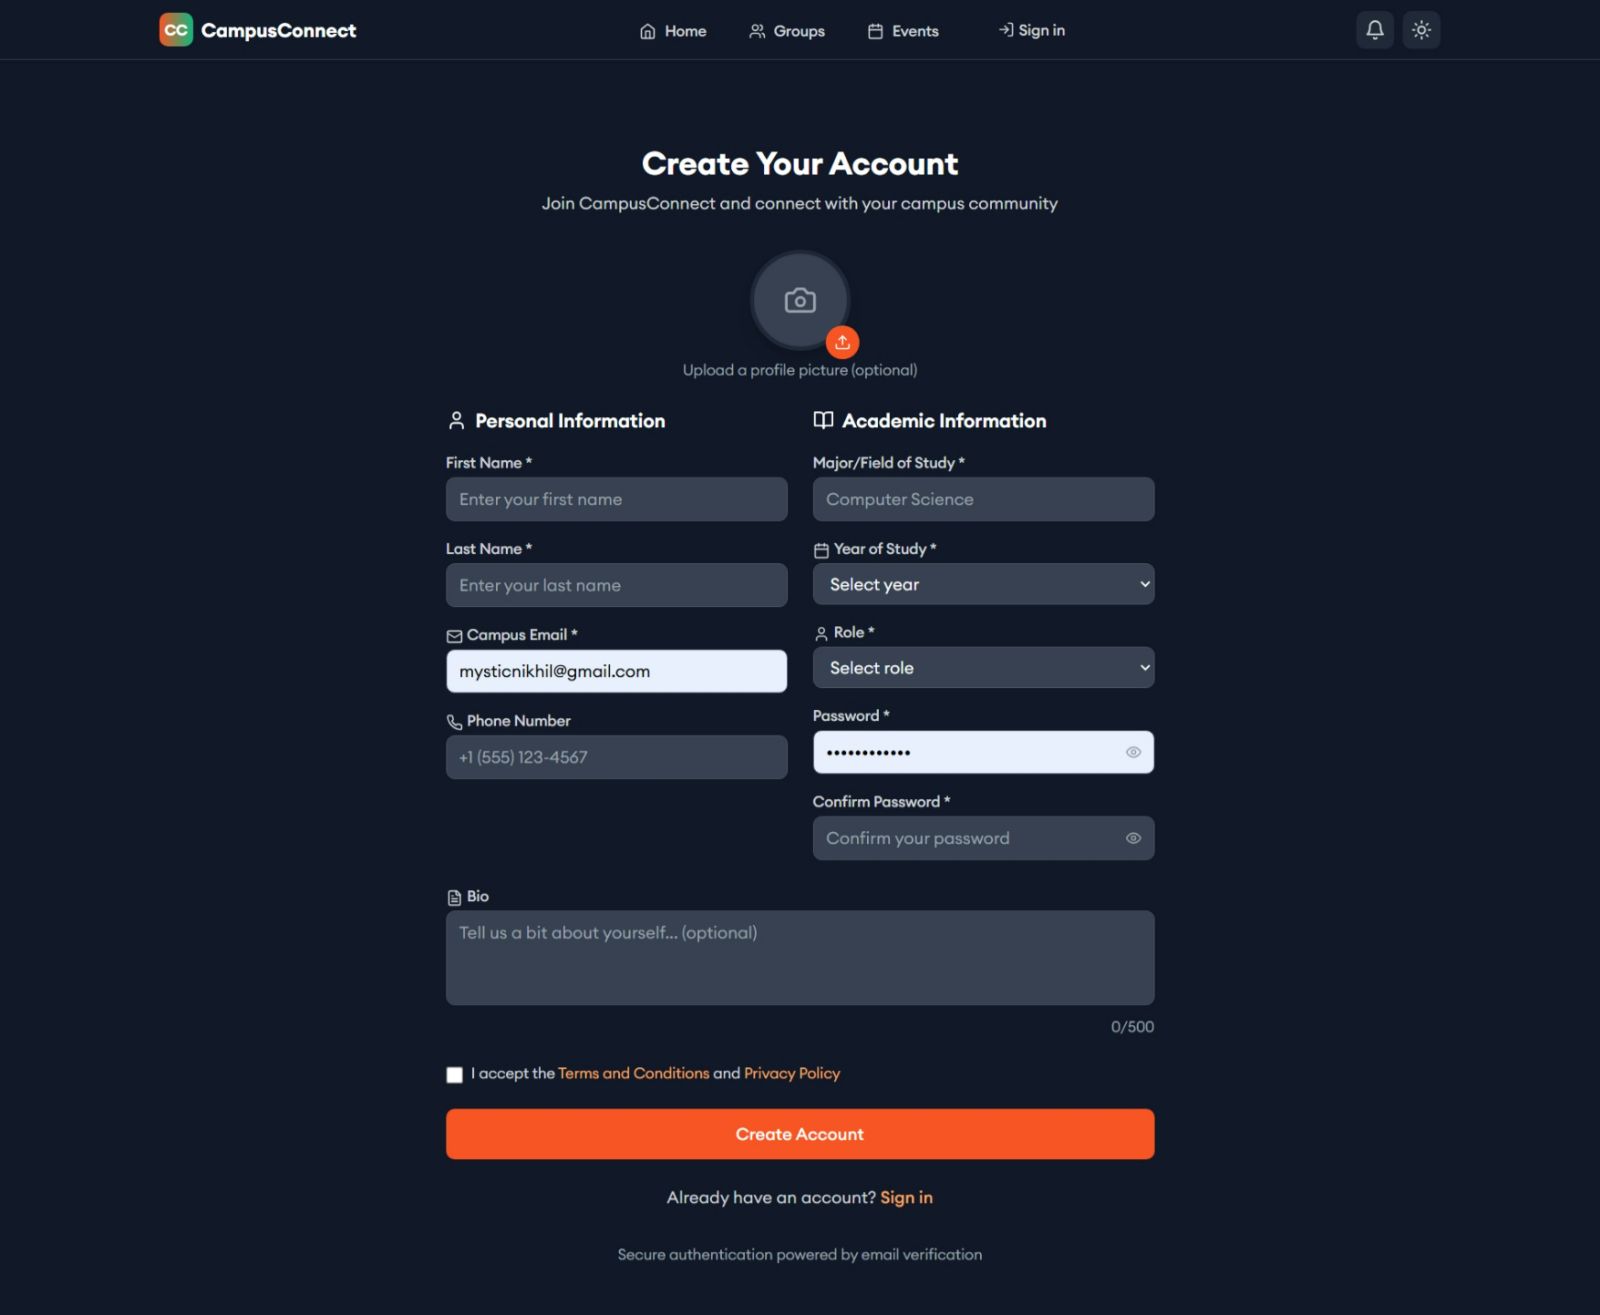 CC CampusConnect
Home Groups Events Sign in
Create Your Account
Join CampusConnect and connect with your campus community
Upload a profile picture (optional)
Personal Information
First Name *
Enter your first name
Last Name *
Enter your last name
Campus Email *
mysticnikhil@gmail.com
Phone Number
+1 (555) 123-4567
Academic Information
Major/Field of Study *
Computer Science
Year of Study *
Select year
Role *
Select role
Password *
••••••••••••
Confirm Password *
Confirm your password
Bio
Tell us a bit about yourself... (optional)
0/500
I accept the Terms and Conditions and Privacy Policy
Create Account
Already have an account? Sign in
Secure authentication powered by email verification